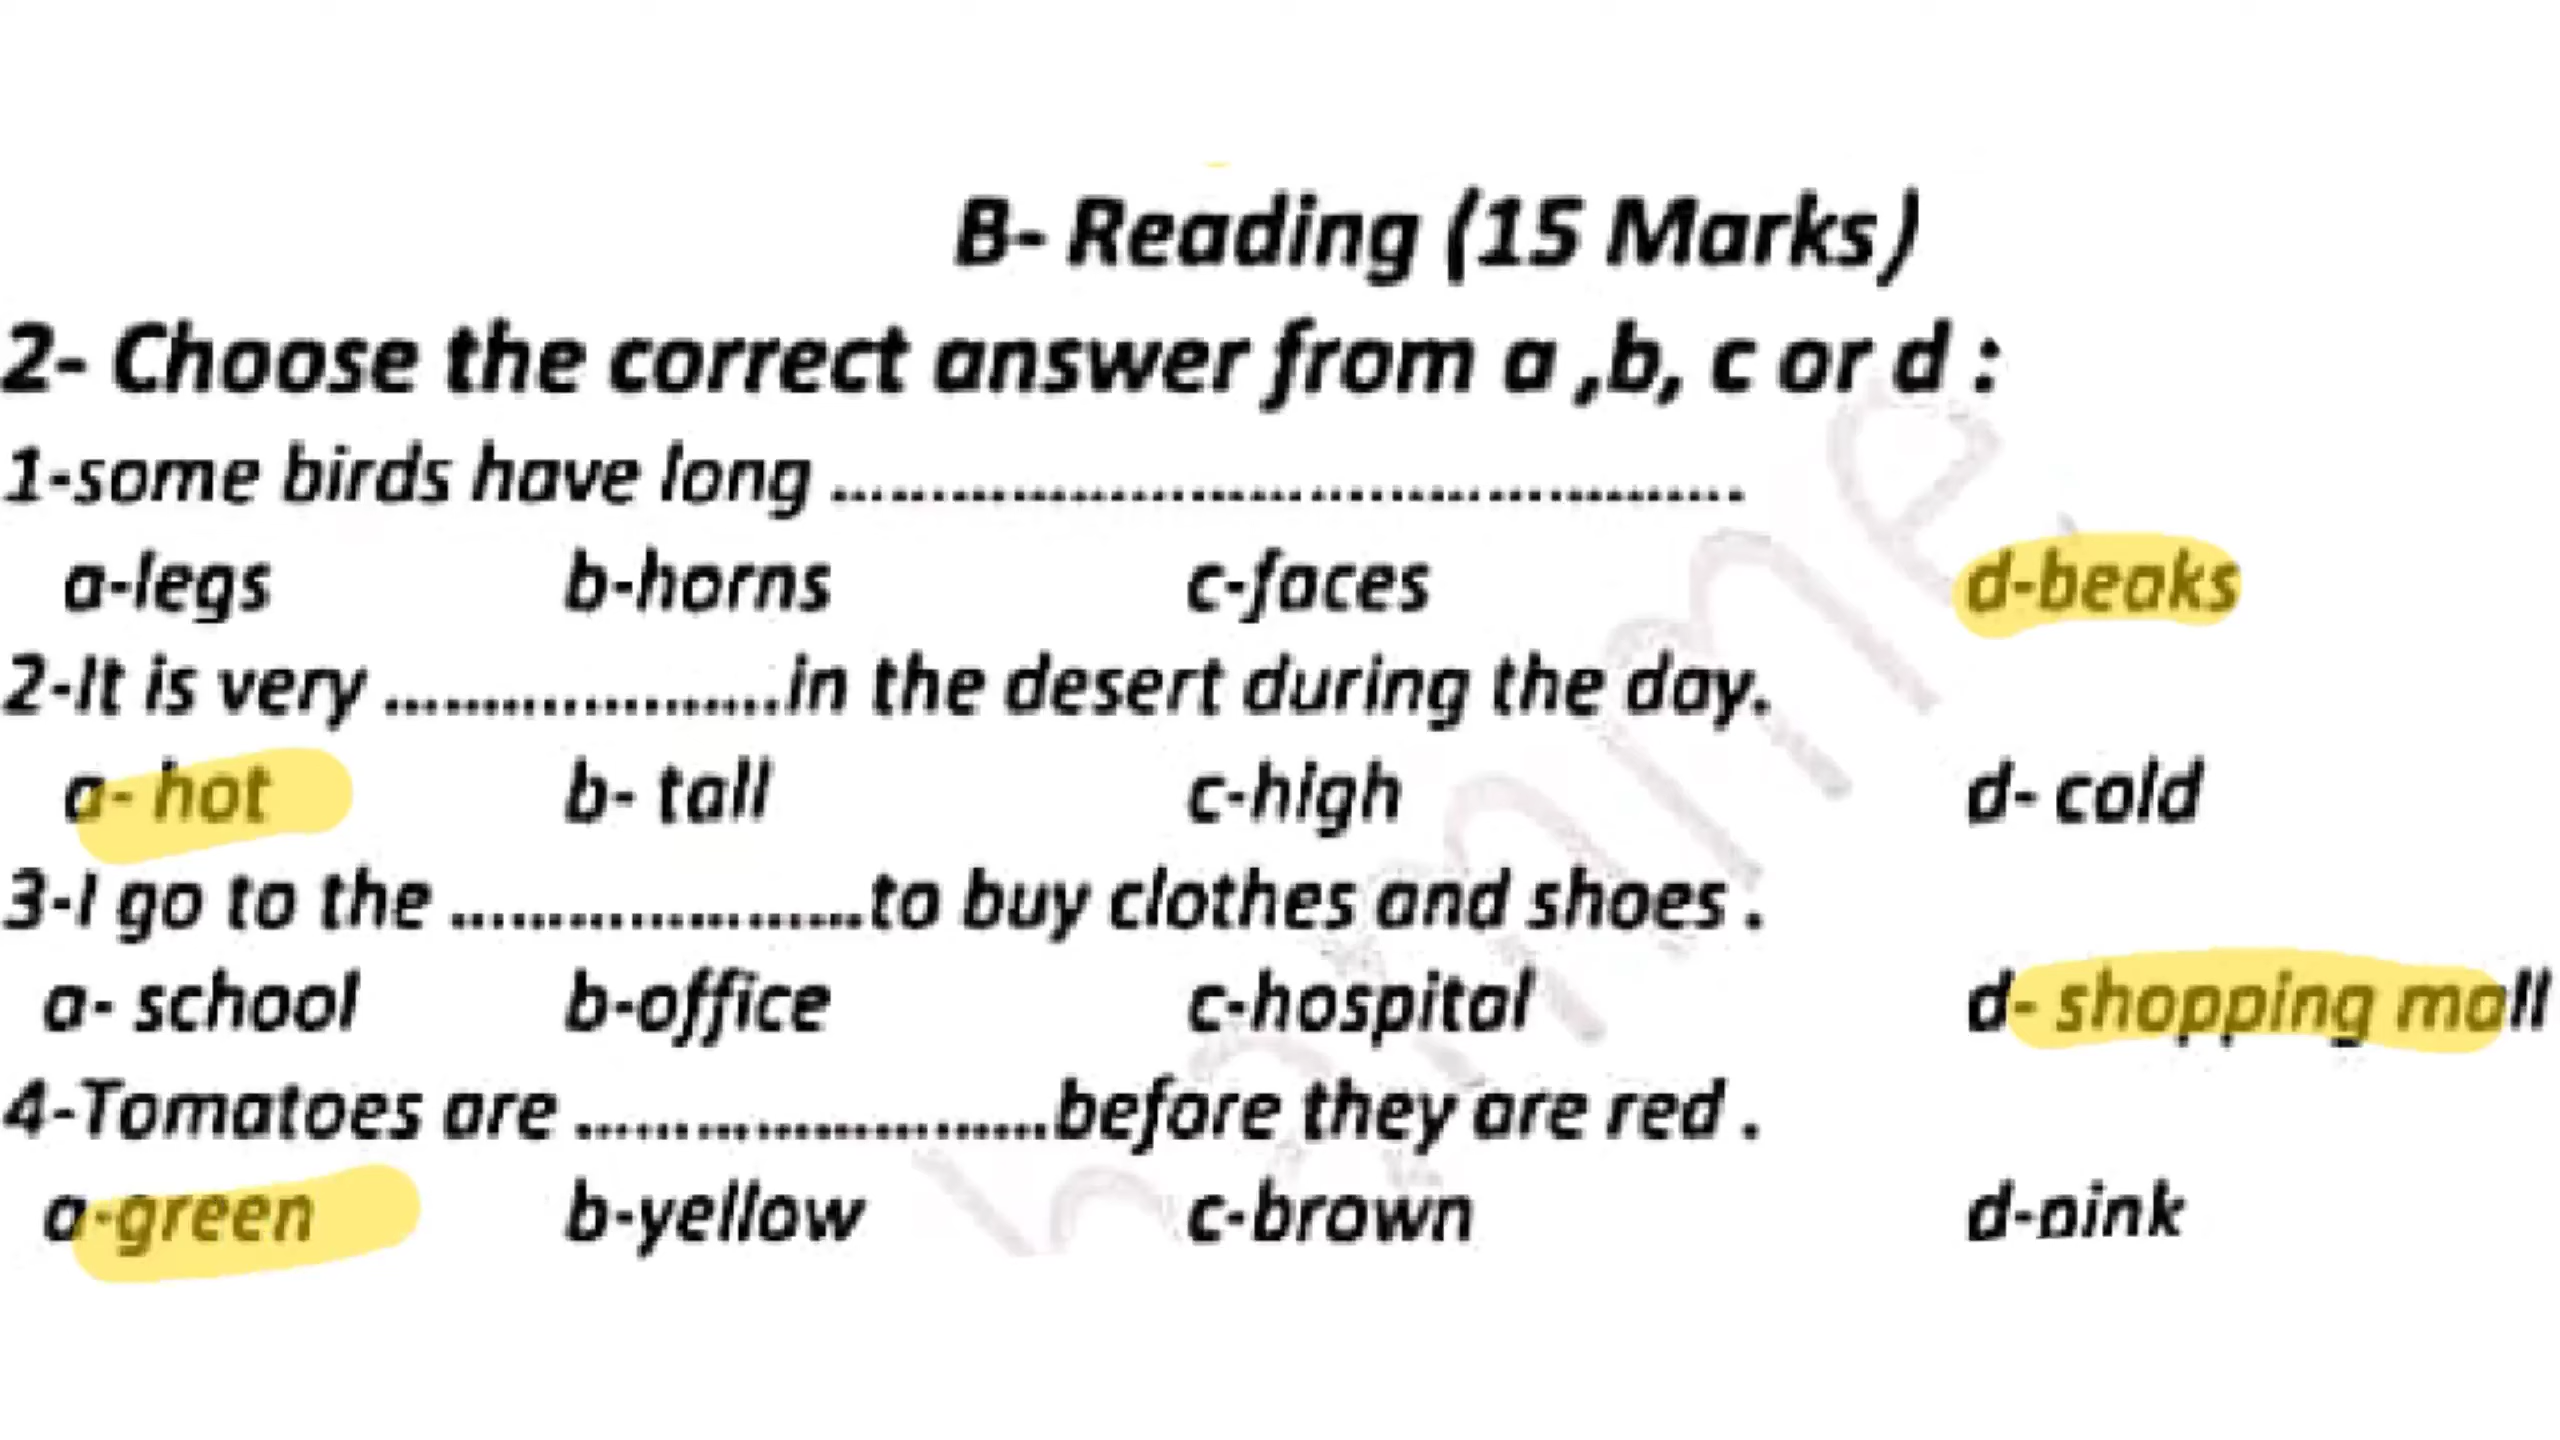 B- Reading (15 Marks)
2- Choose the correct answer from a ,b, c or d :
1-some birds have long ..............................................
a-legs b-horns c-faces d-beaks
2-It is very ....................in the desert during the day.
a- hot b- tall c-high d- cold
3-I go to the .....................to buy clothes and shoes .
a- school b-office c-hospital d- shopping mall
4-Tomatoes are ........................before they are red .
a-green b-yellow c-brown d-pink